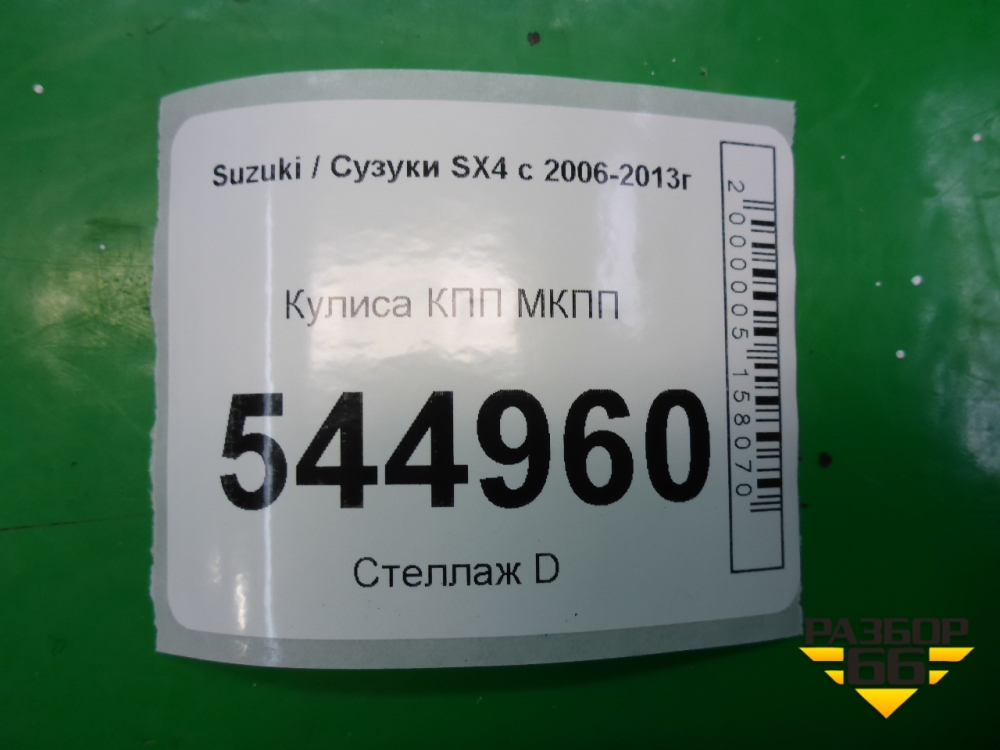 Suzuki / Сузуки SX4 с 2006-2013г
Кулиса КПП МКПП
544960
Стеллаж D
2000005158070
РАЗБОР
66